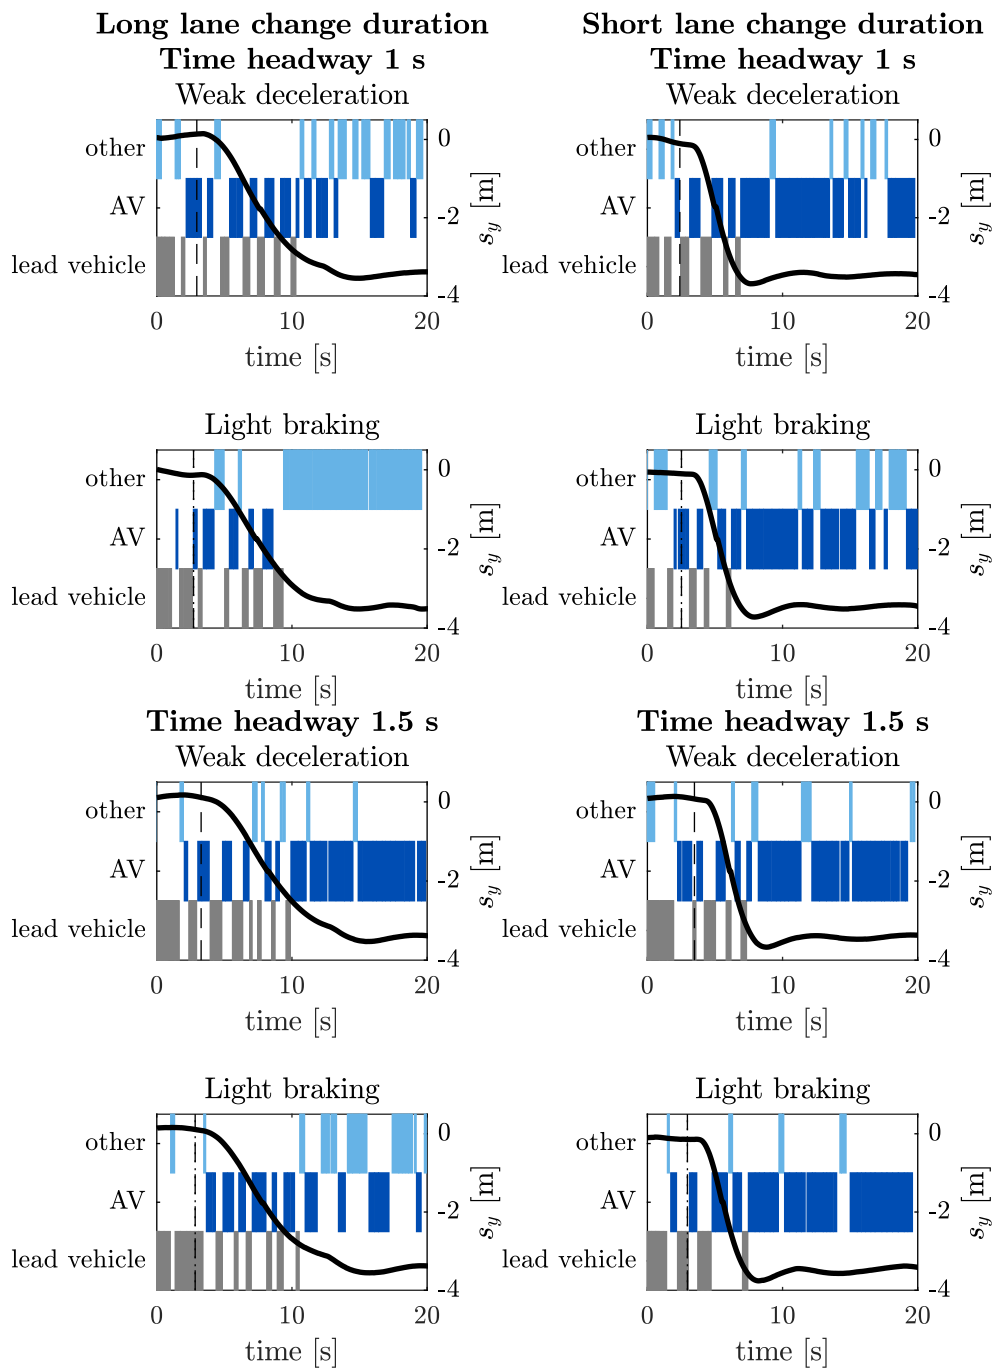 Long lane change duration
Time headway 1 s
Weak deceleration
other
AV
lead vehicle
0
-2
-4
s_y [m]
0 10 20
time [s]
Short lane change duration
Time headway 1 s
Weak deceleration
other
AV
lead vehicle
0
-2
-4
s_y [m]
0 10 20
time [s]
Light braking
other
AV
lead vehicle
0
-2
-4
s_y [m]
0 10 20
time [s]
Light braking
other
AV
lead vehicle
0
-2
-4
s_y [m]
0 10 20
time [s]
Time headway 1.5 s
Weak deceleration
other
AV
lead vehicle
0
-2
-4
s_y [m]
0 10 20
time [s]
Time headway 1.5 s
Weak deceleration
other
AV
lead vehicle
0
-2
-4
s_y [m]
0 10 20
time [s]
Light braking
other
AV
lead vehicle
0
-2
-4
s_y [m]
0 10 20
time [s]
Light braking
other
AV
lead vehicle
0
-2
-4
s_y [m]
0 10 20
time [s]